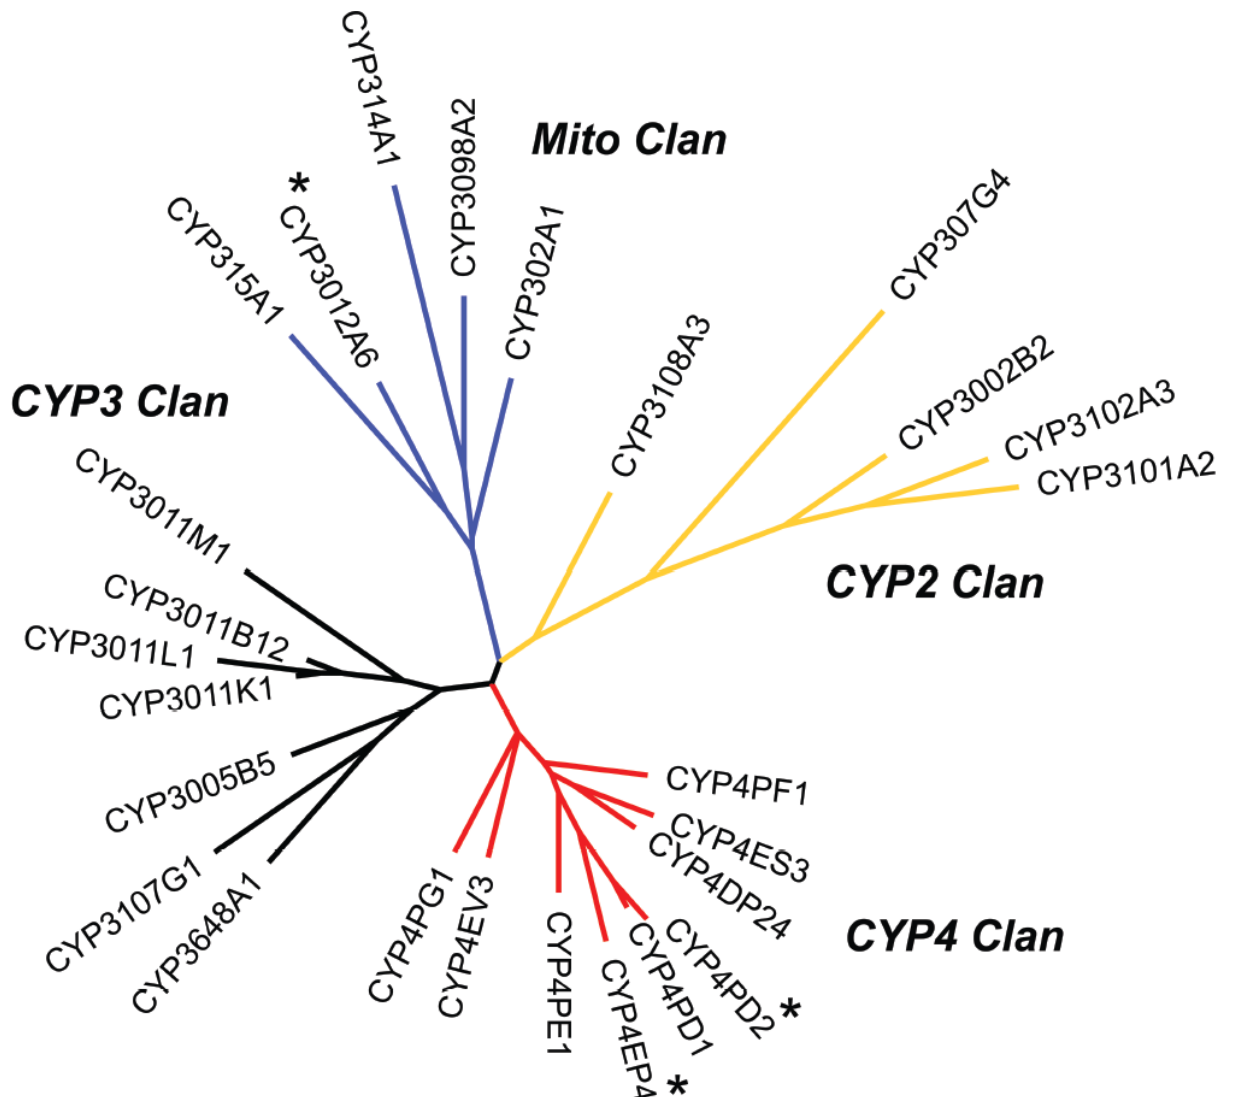 CYP314A1
CYP3098A2
Mito Clan
*
CYP3012A6
CYP315A1
CYP302A1
CYP307G4
CYP3108A3
CYP3002B2
CYP3102A3
CYP3101A2
CYP3 Clan
CYP2 Clan
CYP3011M1
CYP3011B12
CYP3011L1
CYP3011K1
CYP3005B5
CYP3107G1
CYP3648A1
CYP4PG1
CYP4EV3
CYP4PF1
CYP4ES3
CYP4DP24
CYP4 Clan
CYP4PD2
*
CYP4PD1
CYP4PE1
CYP4EP4
*